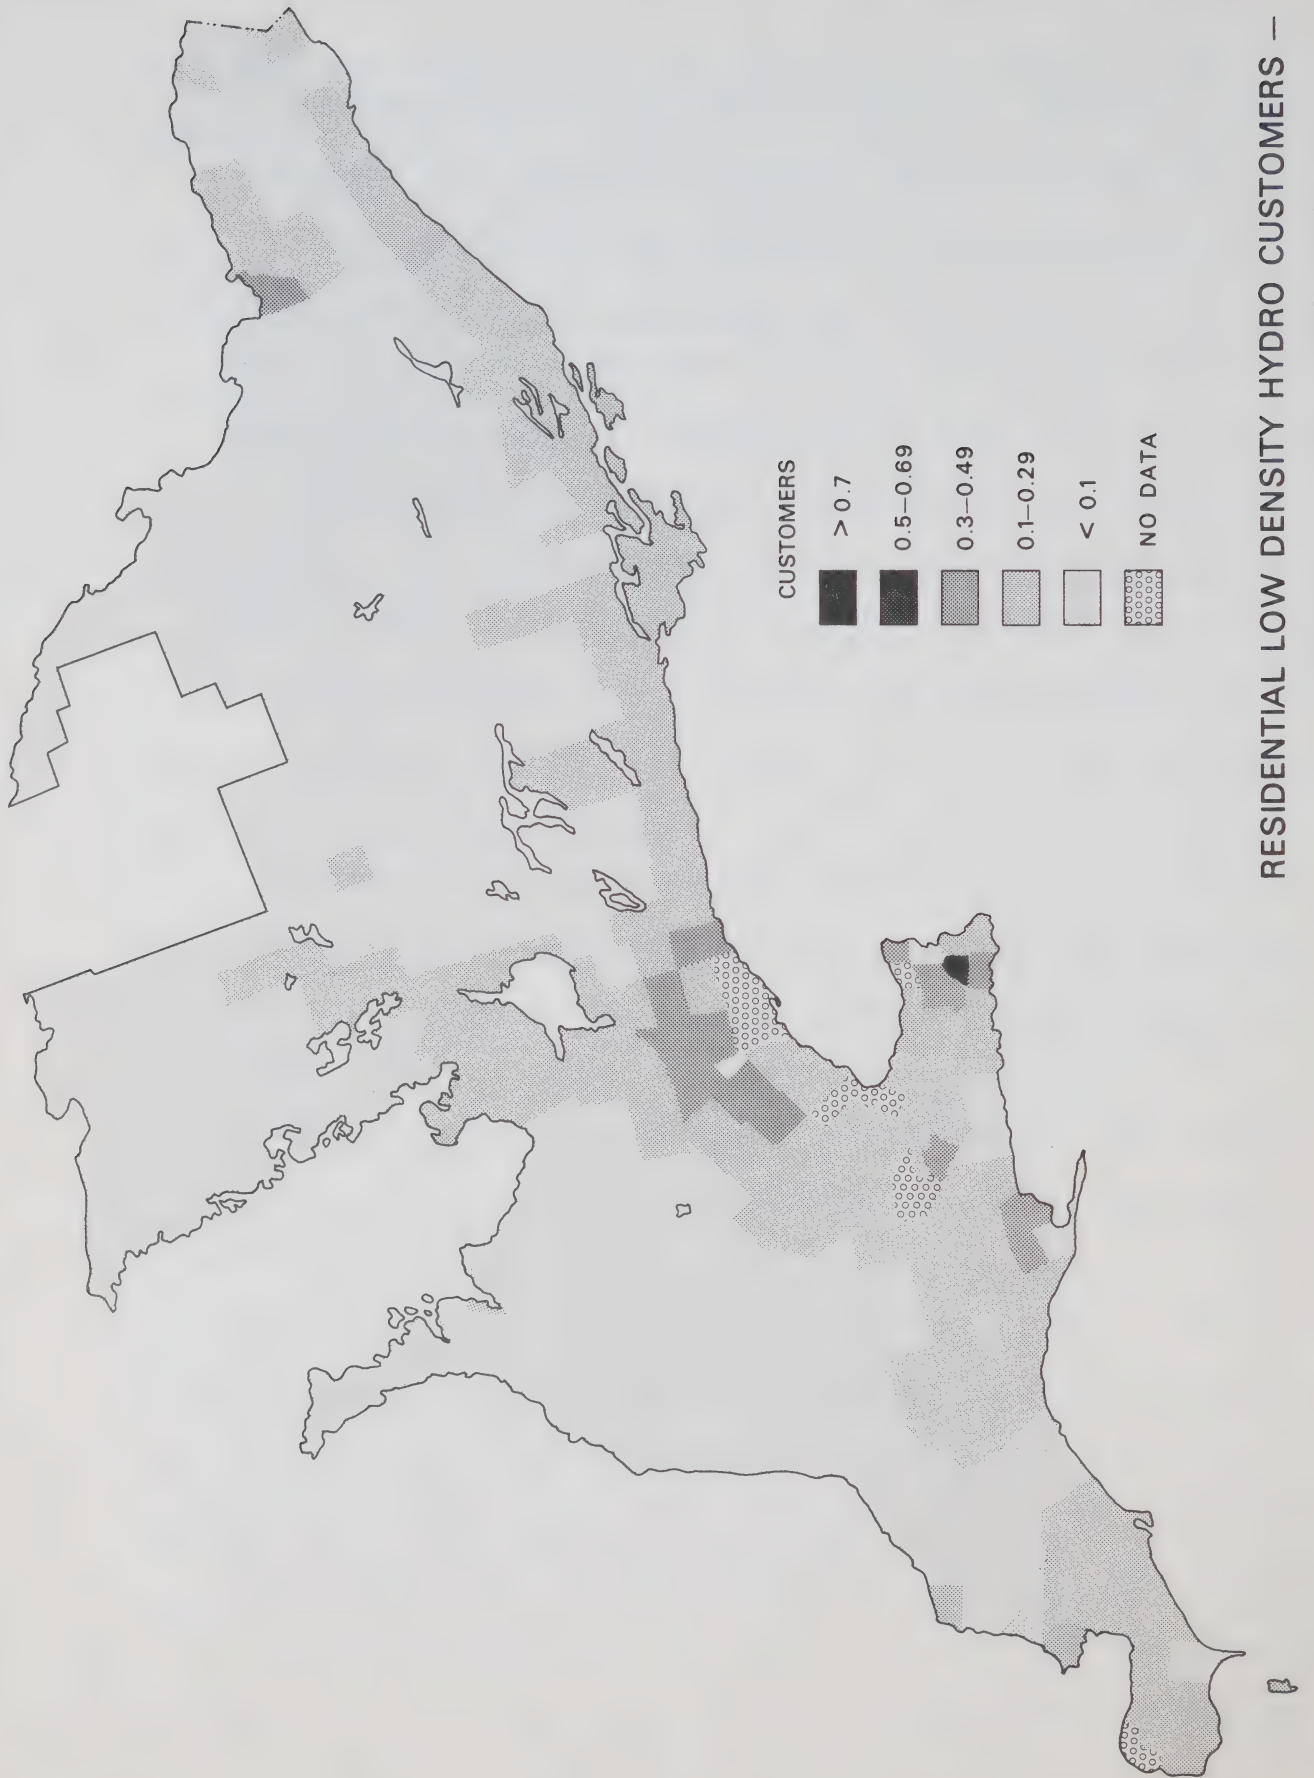 CUSTOMERS
> 0.7
0.5–0.69
0.3–0.49
0.1–0.29
< 0.1
NO DATA
RESIDENTIAL LOW DENSITY HYDRO CUSTOMERS –